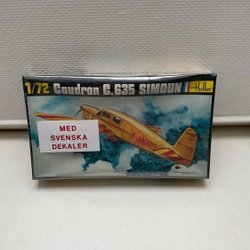 1/72 Caudron C.635 SIMOUN
Heller
MED
SVENSKA
DEKALER